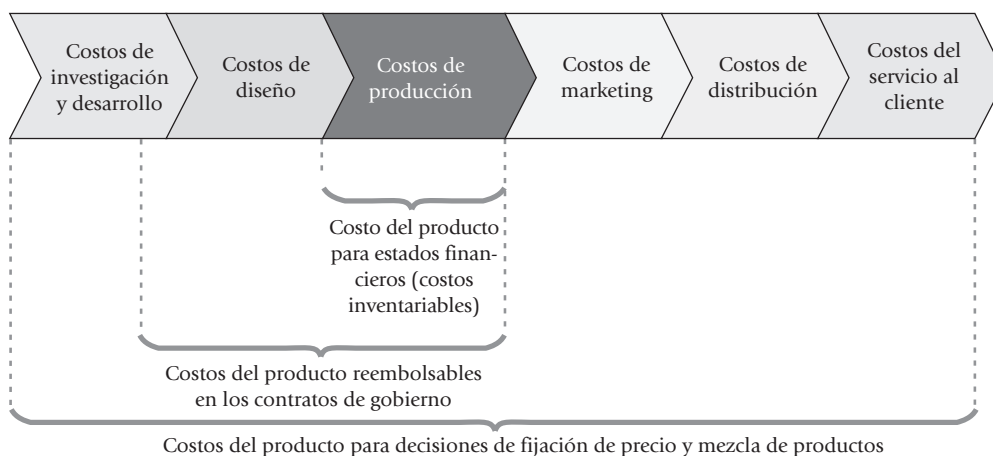 Costos de
investigación
y desarrollo
Costos de
diseño
Costos de
producción
Costos de
marketing
Costos de
distribución
Costos del
servicio al
cliente
Costo del producto
para estados finan-
cieros (costos
inventariables)
Costos del producto reembolsables
en los contratos de gobierno
Costos del producto para decisiones de fijación de precio y mezcla de productos